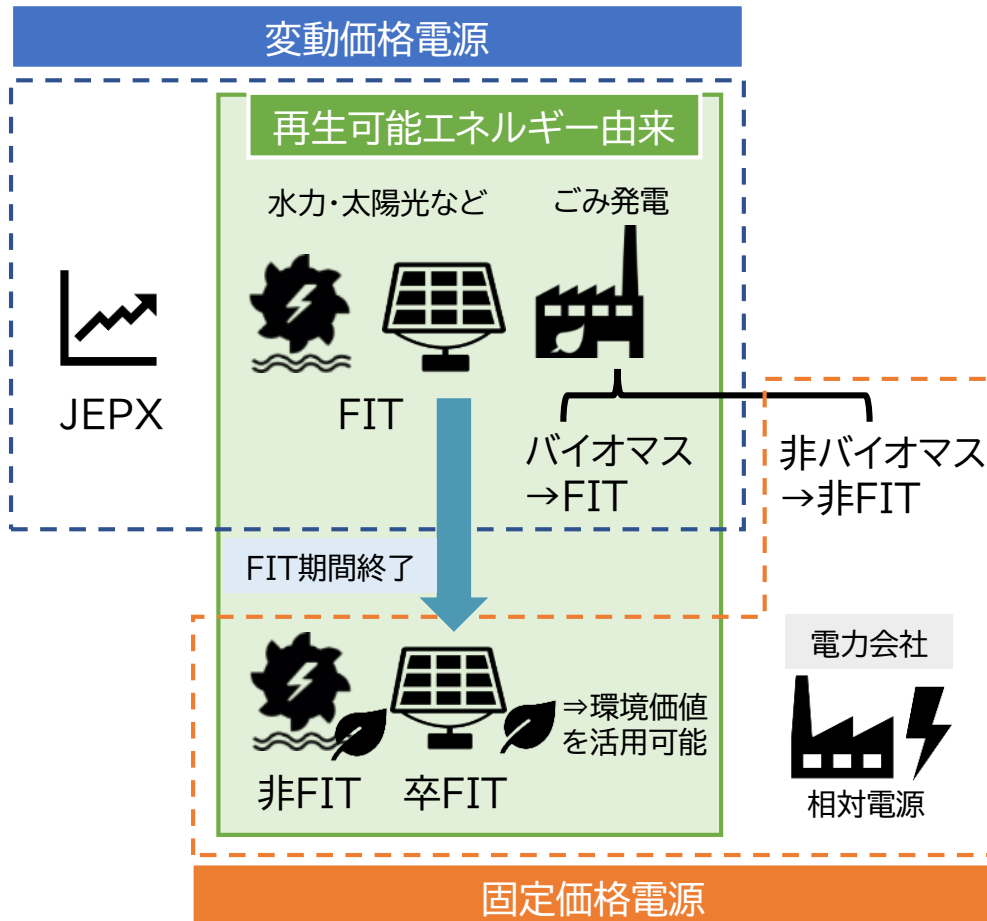 変動価格電源
再生可能エネルギー由来
水力・太陽光など
ごみ発電
JEPX
FIT
バイオマス
→FIT
非バイオマス
→非FIT
FIT期間終了
電力会社
⇒環境価値
を活用可能
非FIT
卒FIT
相対電源
固定価格電源